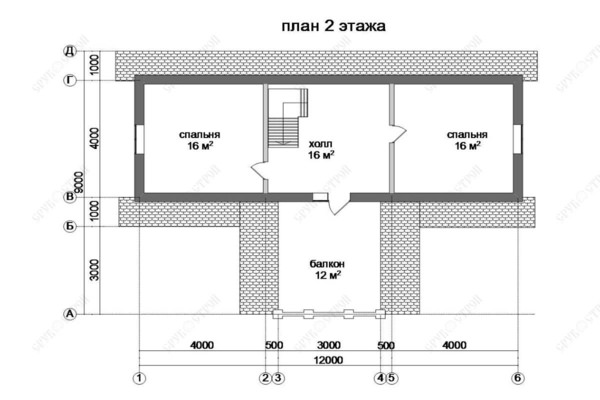 план 2 этажа
Д
1000
Г
4000
спальня
16 м²
холл
16 м²
спальня
16 м²
9000
В
1000
Б
3000
балкон
12 м²
А
4000 500 3000 500 4000
12000
1 2 3 4 5 6